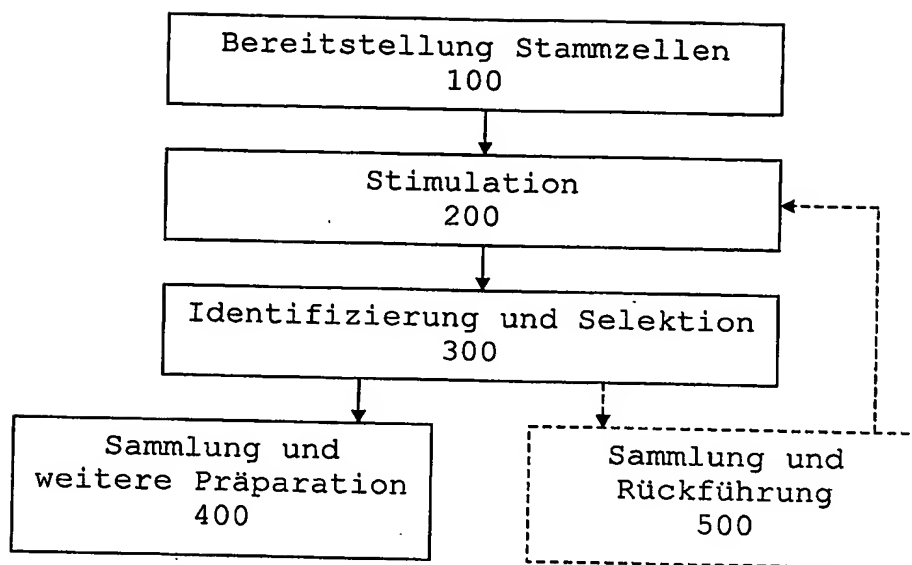 Bereitstellung Stammzellen
100
Stimulation
200
Identifizierung und Selektion
300
Sammlung und
weitere Präparation
400
Sammlung und
Rückführung
500